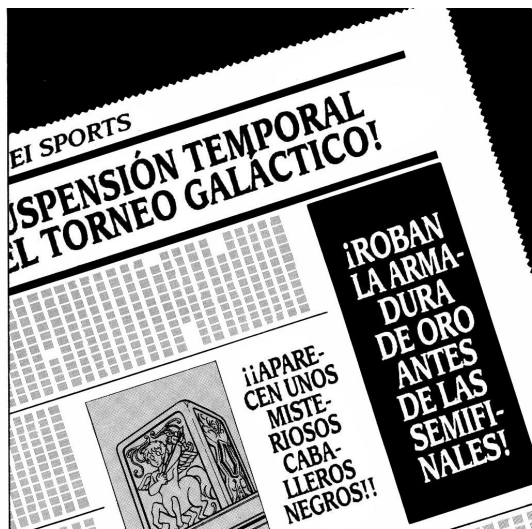 EI SPORTS
USPENSIÓN TEMPORAL
EL TORNEO GALÁCTICO!
¡ROBAN
LA ARMA-
DURA
DE ORO
ANTES
DE LAS
SEMIFI-
NALES!
¡¡APARE-
CEN UNOS
MISTE-
RIOSOS
CABA-
LLEROS
NEGROS!!